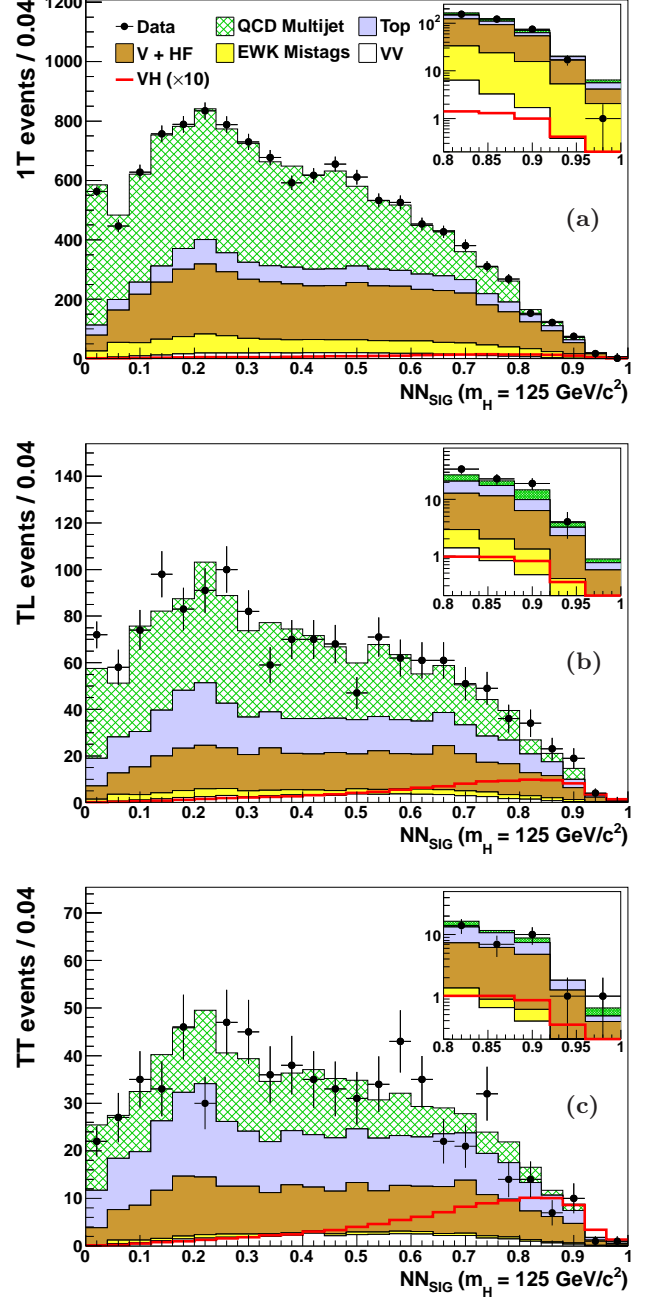 1T events / 0.04
1200
1000
800
600
400
200
0
Data
QCD Multijet
Top
V + HF
EWK Mistags
VV
VH (×10)
10²
10
1
0.8 0.85 0.9 0.95 1
(a)
0 0.1 0.2 0.3 0.4 0.5 0.6 0.7 0.8 0.9 1
NN_SIG (m_H = 125 GeV/c²)
TL events / 0.04
140
120
100
80
60
40
20
0
10
1
0.8 0.85 0.9 0.95 1
(b)
0 0.1 0.2 0.3 0.4 0.5 0.6 0.7 0.8 0.9 1
NN_SIG (m_H = 125 GeV/c²)
TT events / 0.04
70
60
50
40
30
20
10
0
10
1
0.8 0.85 0.9 0.95 1
(c)
0 0.1 0.2 0.3 0.4 0.5 0.6 0.7 0.8 0.9 1
NN_SIG (m_H = 125 GeV/c²)